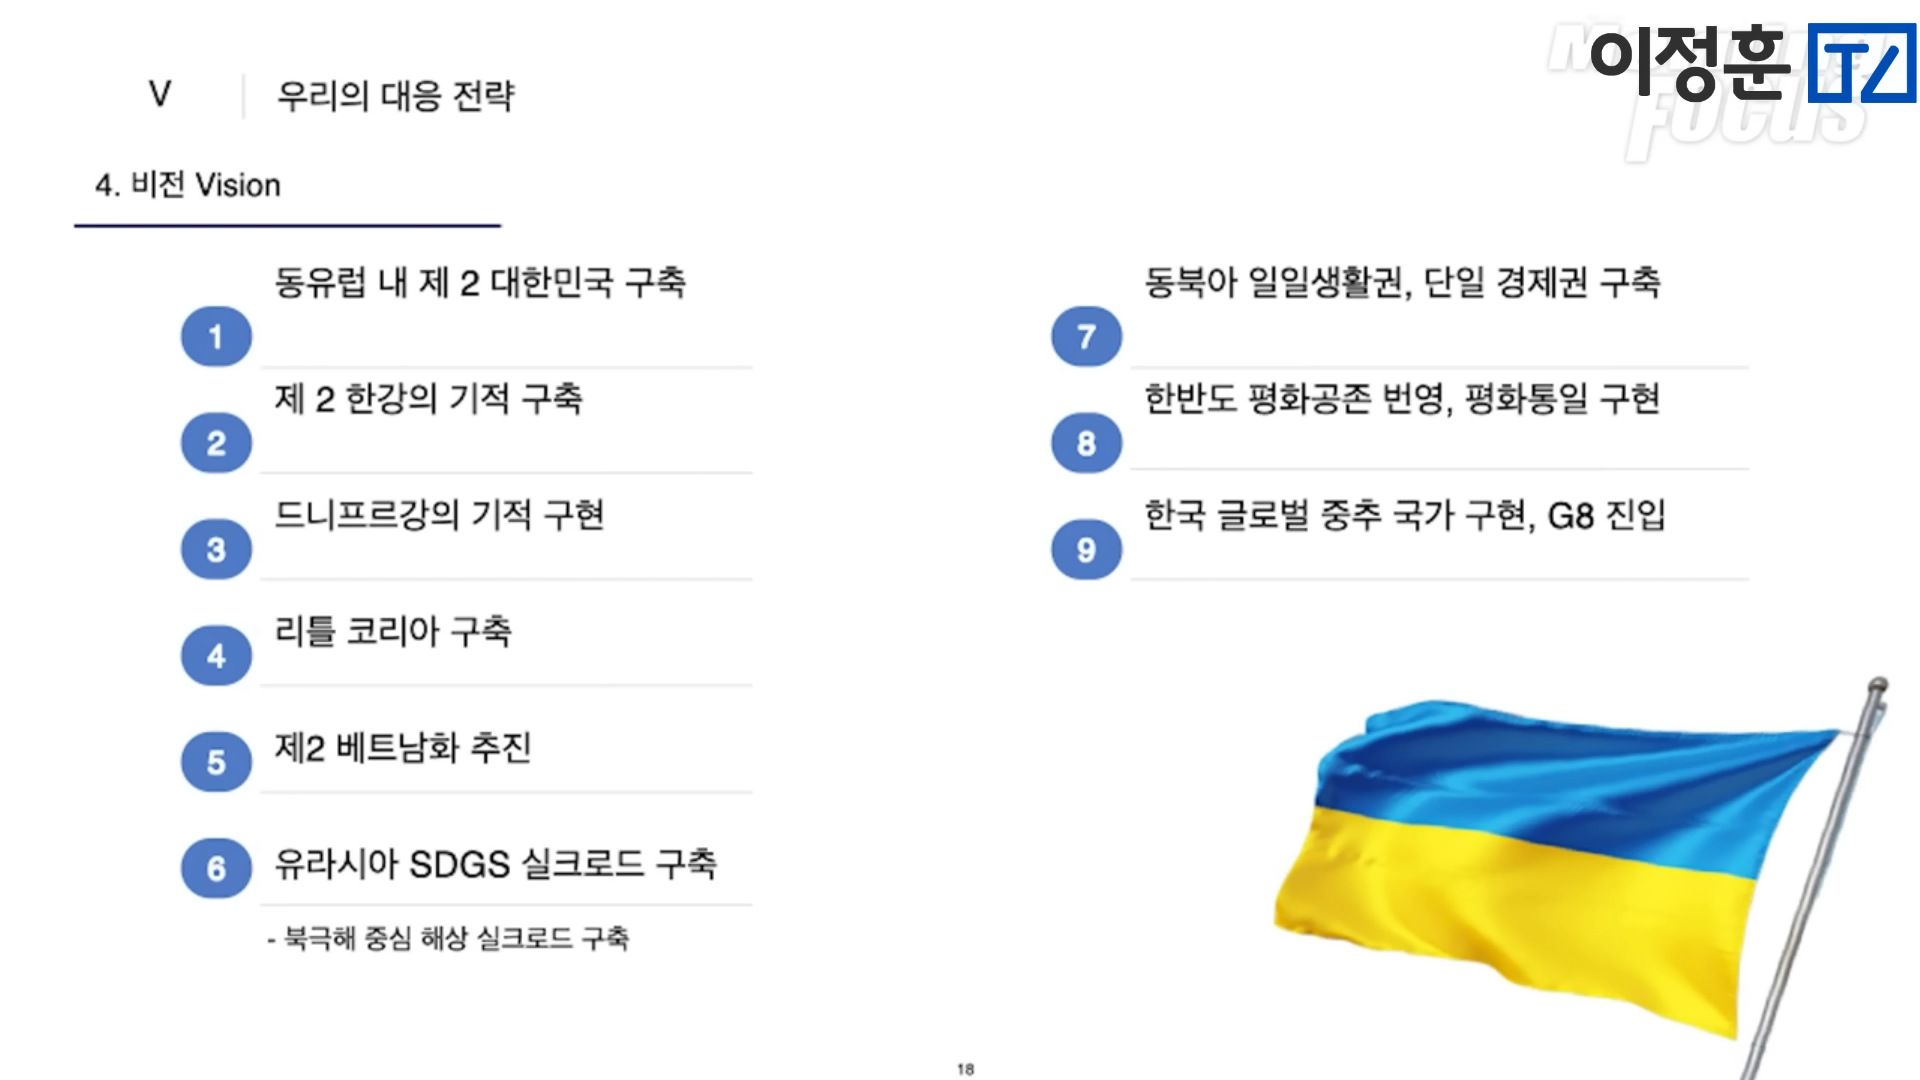 이정훈 TV
Focus
V
우리의 대응 전략
4. 비전 Vision
1
동유럽 내 제 2 대한민국 구축
2
제 2 한강의 기적 구축
3
드니프르강의 기적 구현
4
리틀 코리아 구축
5
제2 베트남화 추진
6
유라시아 SDGS 실크로드 구축
- 북극해 중심 해상 실크로드 구축
7
동북아 일일생활권, 단일 경제권 구축
8
한반도 평화공존 번영, 평화통일 구현
9
한국 글로벌 중추 국가 구현, G8 진입
18